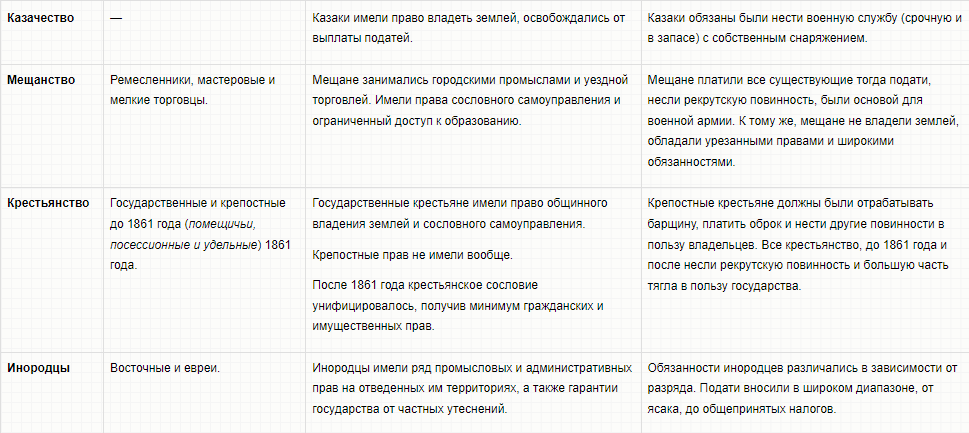 Казачество
—
Казаки имели право владеть землей, освобождались от
выплаты податей.
Казаки обязаны были нести военную службу (срочную и
в запасе) с собственным снаряжением.
Мещанство
Ремесленники, мастеровые и
мелкие торговцы.
Мещане занимались городскими промыслами и уездной
торговлей. Имели права сословного самоуправления и
ограниченный доступ к образованию.
Мещане платили все существующие тогда подати,
несли рекрутскую повинность, были основой для
военной армии. К тому же, мещане не владели землей,
обладали урезанными правами и широкими
обязанностями.
Крестьянство
Государственные и крепостные
до 1861 года (помещичьи,
посессионные и удельные) 1861
года.
Государственные крестьяне имели право общинного
владения землей и сословного самоуправления.
Крепостные прав не имели вообще.
После 1861 года крестьянское сословие
унифицировалось, получив минимум гражданских и
имущественных прав.
Крепостные крестьяне должны были отрабатывать
барщину, платить оброк и нести другие повинности в
пользу владельцев. Все крестьянство, до 1861 года и
после несли рекрутскую повинность и большую часть
тягла в пользу государства.
Инородцы
Восточные и евреи.
Инородцы имели ряд промысловых и административных
прав на отведенных им территориях, а также гарантии
государства от частных утеснений.
Обязанности инородцев различались в зависимости от
разряда. Подати вносили в широком диапазоне, от
ясака, до общепринятых налогов.